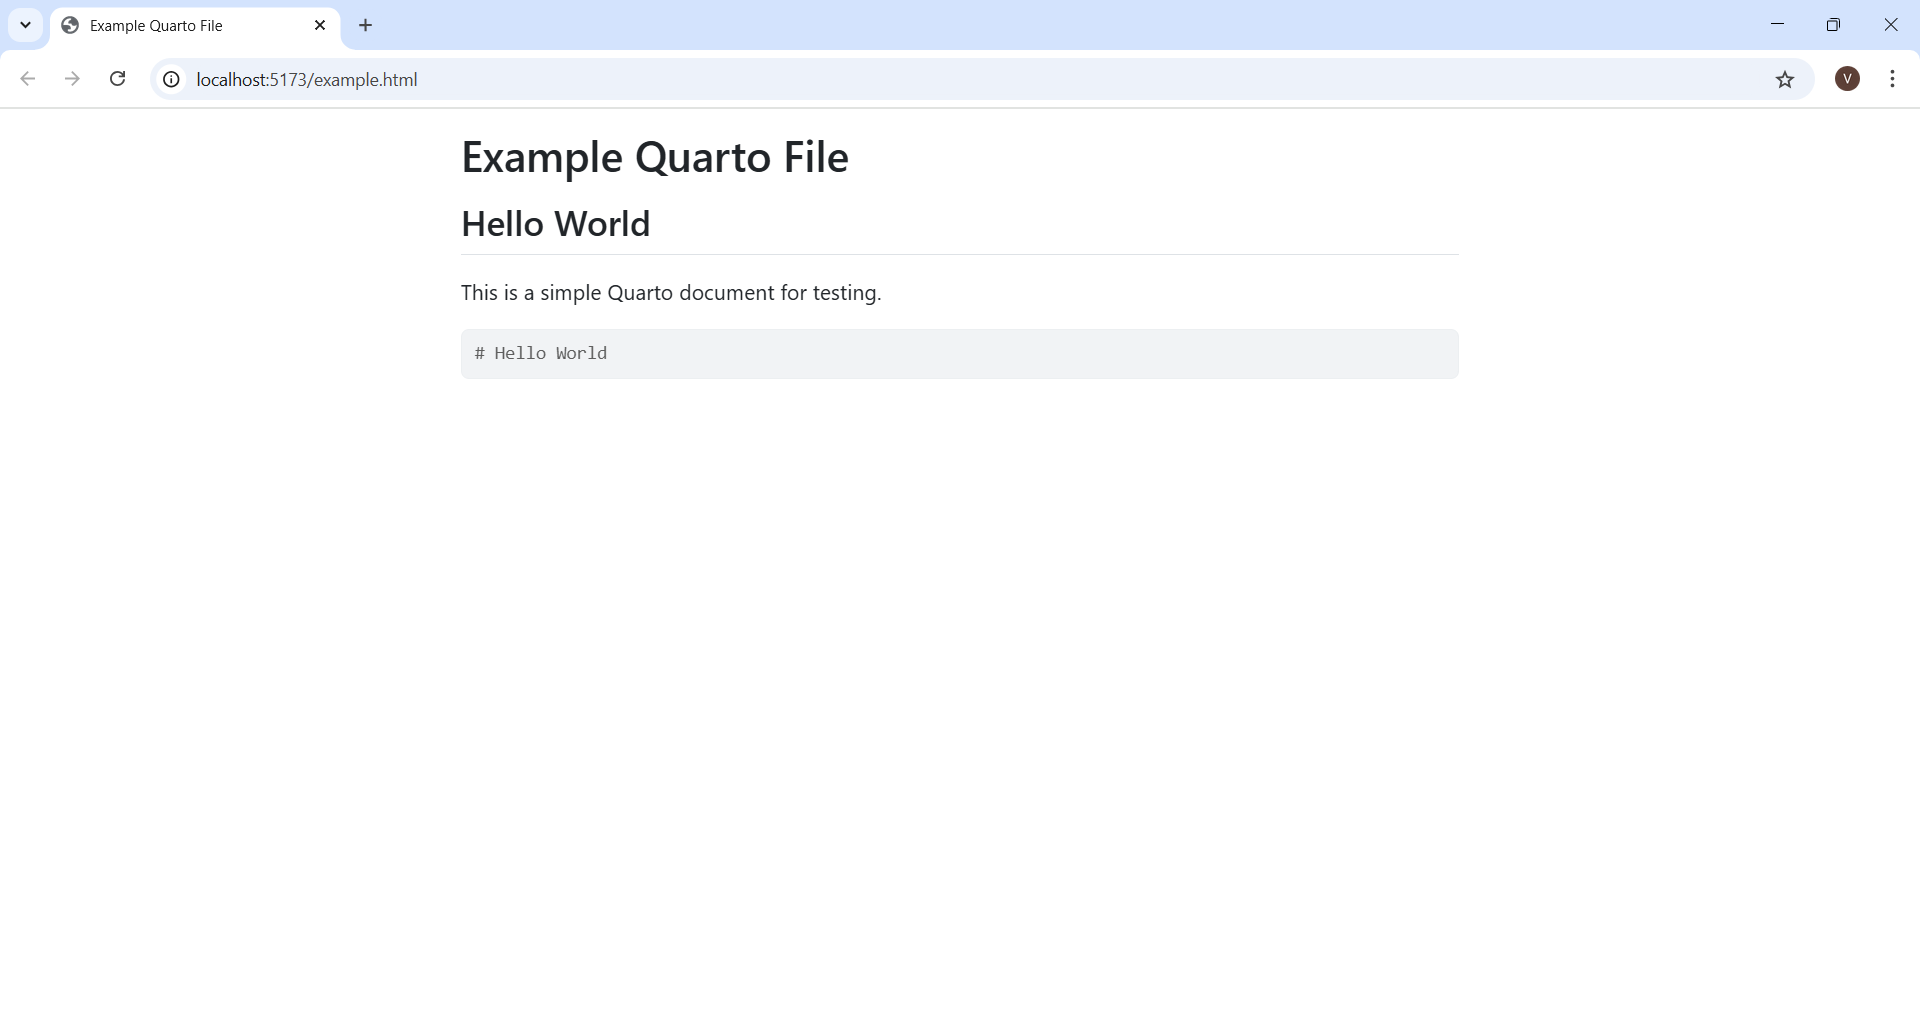 Example Quarto File
localhost:5173/example.html
V
Example Quarto File
Hello World
This is a simple Quarto document for testing.
# Hello World